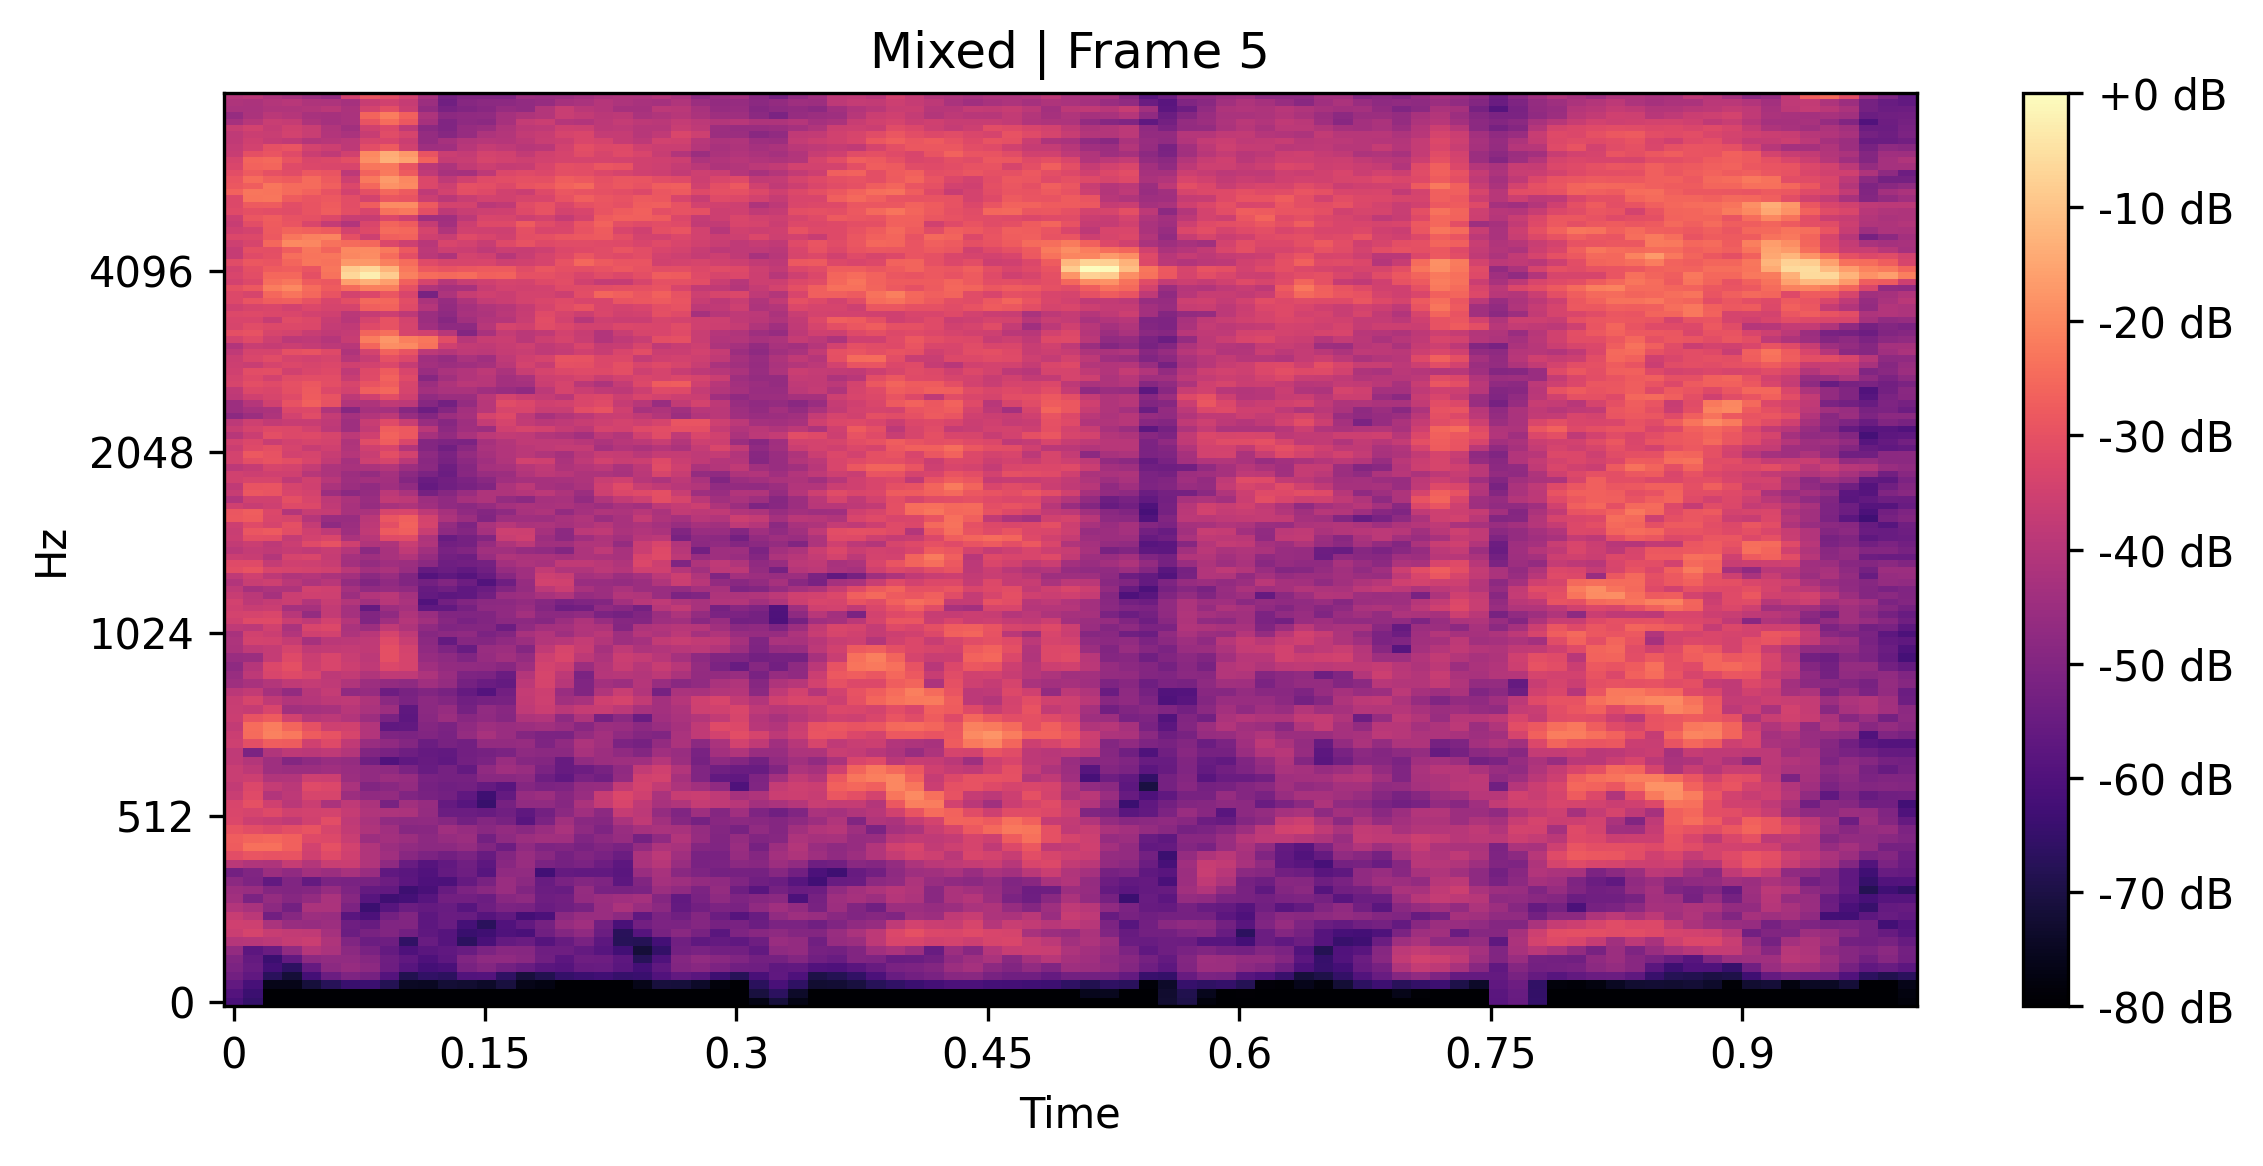 Mixed | Frame 5
Hz
4096
2048
1024
512
0
0 0.15 0.3 0.45 0.6 0.75 0.9
Time
+0 dB
-10 dB
-20 dB
-30 dB
-40 dB
-50 dB
-60 dB
-70 dB
-80 dB